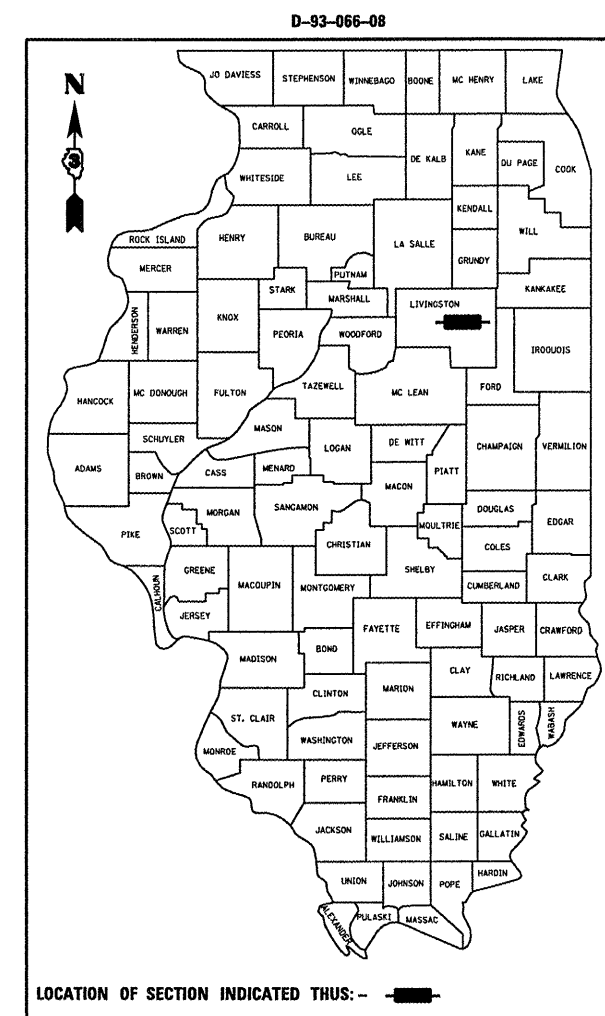 D-93-066-08
JO DAVIESS STEPHENSON WINNEBAGO BOONE MC HENRY LAKE
N
CARROLL OGLE DE KALB KANE DU PAGE COOK
3
WHITESIDE LEE
KENDALL
ROCK ISLAND HENRY BUREAU LA SALLE WILL
MERCER PUTNAM GRUNDY
STARK MARSHALL LIVINGSTON KANKAKEE
HENDERSON WARREN KNOX PEORIA WOODFORD IROQUOIS
HANCOCK MC DONOUGH FULTON TAZEWELL MC LEAN FORD
MASON
SCHUYLER LOGAN DE WITT CHAMPAIGN VERMILION
ADAMS BROWN CASS MENARD PIATT
MACON
MORGAN SANGAMON DOUGLAS
PIKE SCOTT MOULTRIE EDGAR
CHRISTIAN COLES
GREENE MACOUPIN SHELBY
CALHOUN MONTGOMERY CUMBERLAND CLARK
JERSEY
FAYETTE EFFINGHAM JASPER CRAWFORD
MADISON BOND
CLAY RICHLAND LAWRENCE
CLINTON MARION
ST. CLAIR WAYNE EDWARDS WABASH
MONROE WASHINGTON JEFFERSON
RANDOLPH PERRY HAMILTON WHITE
FRANKLIN
JACKSON WILLIAMSON SALINE GALLATIN
UNION JOHNSON POPE HARDIN
ALEXANDER PULASKI MASSAC
LOCATION OF SECTION INDICATED THUS: -